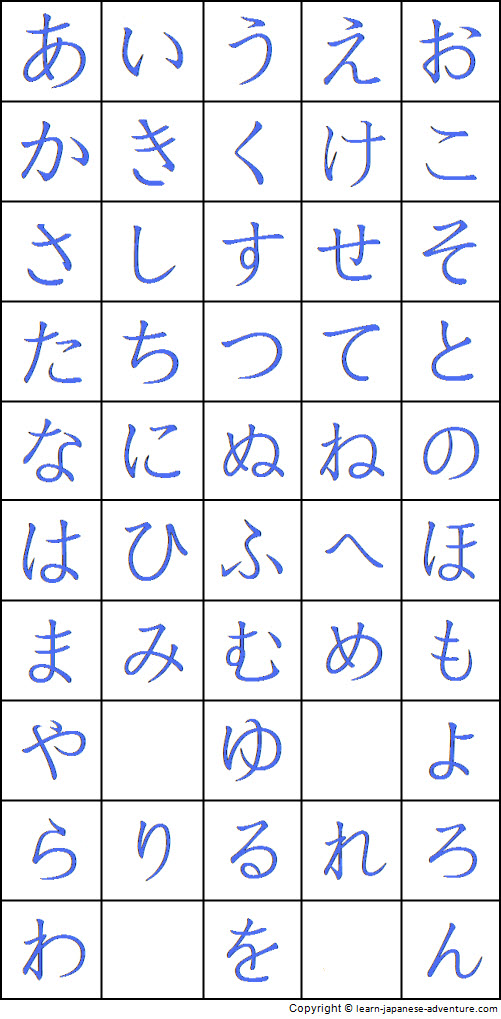 あ い う え お
か き く け こ
さ し す せ そ
た ち つ て と
な に ぬ ね の
は ひ ふ へ ほ
ま み む め も
や ゆ よ
ら り る れ ろ
わ を ん
Copyright © learn-japanese-adventure.com